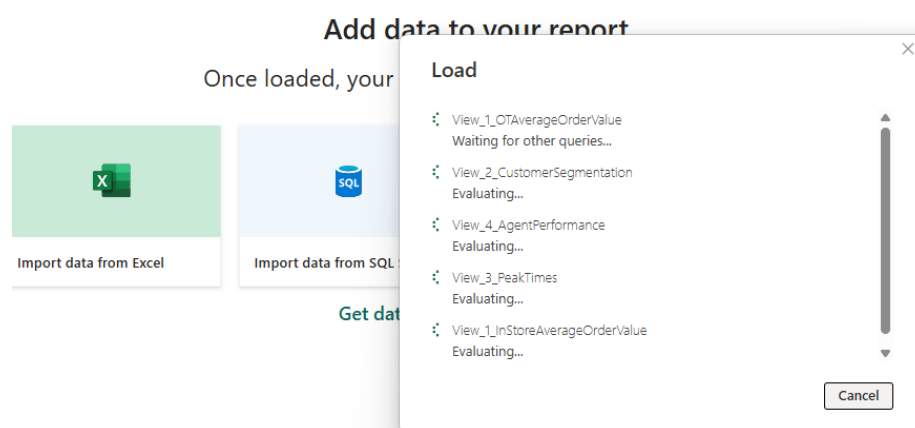 Add data to your report
Once loaded, your
Import data from Excel
SQL
Import data from SQL
Get dat
Load
View_1_OTAverageOrderValue
Waiting for other queries...
View_2_CustomerSegmentation
Evaluating...
View_4_AgentPerformance
Evaluating...
View_3_PeakTimes
Evaluating...
View_1_InStoreAverageOrderValue
Evaluating...
Cancel